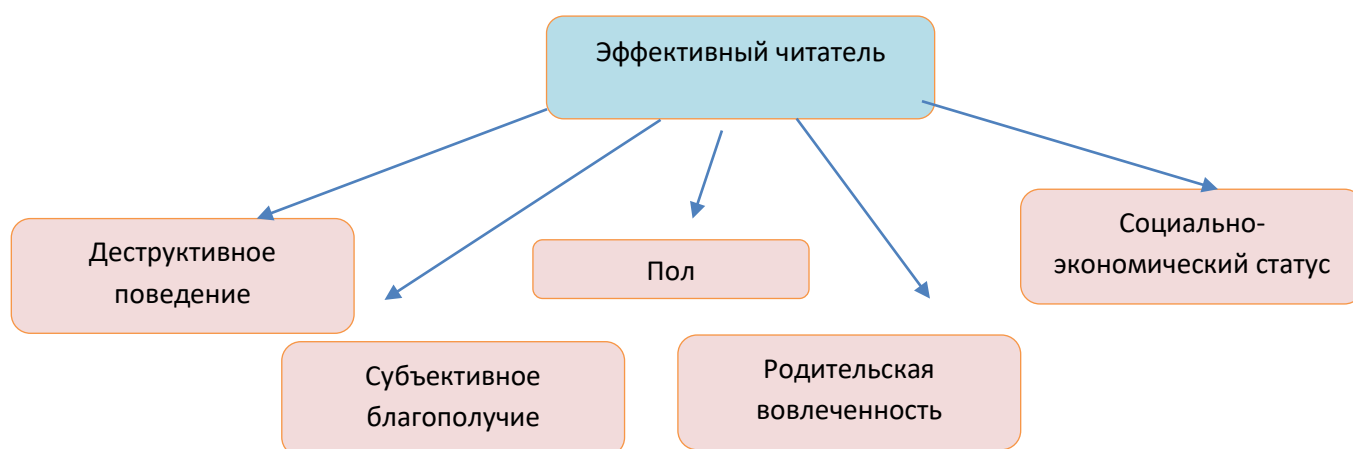 Эффективный читатель
Деструктивное
поведение
Субъективное
благополучие
Пол
Родительская
вовлеченность
Социально-
экономический статус